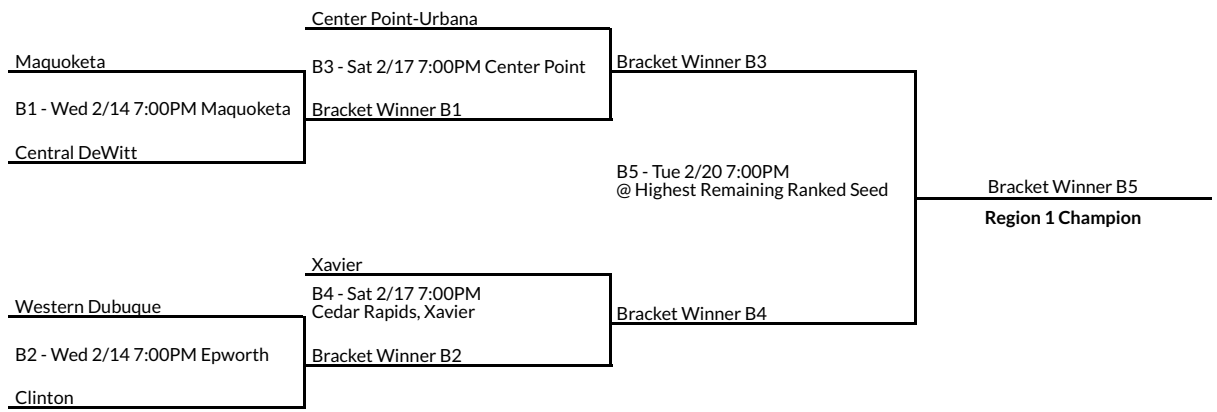 Center Point-Urbana
Maquoketa
B3 - Sat 2/17 7:00PM Center Point
Bracket Winner B3
B1 - Wed 2/14 7:00PM Maquoketa
Bracket Winner B1
Central DeWitt
B5 - Tue 2/20 7:00PM
@ Highest Remaining Ranked Seed
Bracket Winner B5
Region 1 Champion
Xavier
B4 - Sat 2/17 7:00PM
Cedar Rapids, Xavier
Western Dubuque
Bracket Winner B4
B2 - Wed 2/14 7:00PM Epworth
Bracket Winner B2
Clinton